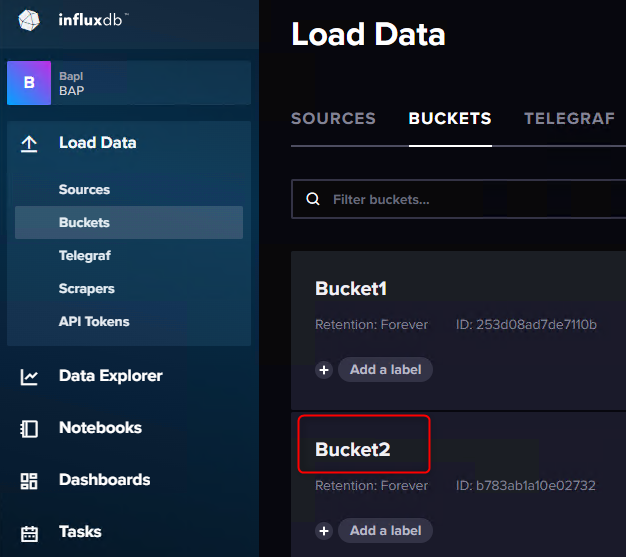 influxdb™
B
Bapl
BAP
Load Data
Sources
Buckets
Telegraf
Scrapers
API Tokens
Data Explorer
Notebooks
Dashboards
Tasks
Load Data
SOURCES BUCKETS TELEGRAF
Filter buckets...
Bucket1
Retention: Forever ID: 253d08ad7de7110b
+ Add a label
Bucket2
Retention: Forever ID: b783ab1a10e02732
+ Add a label